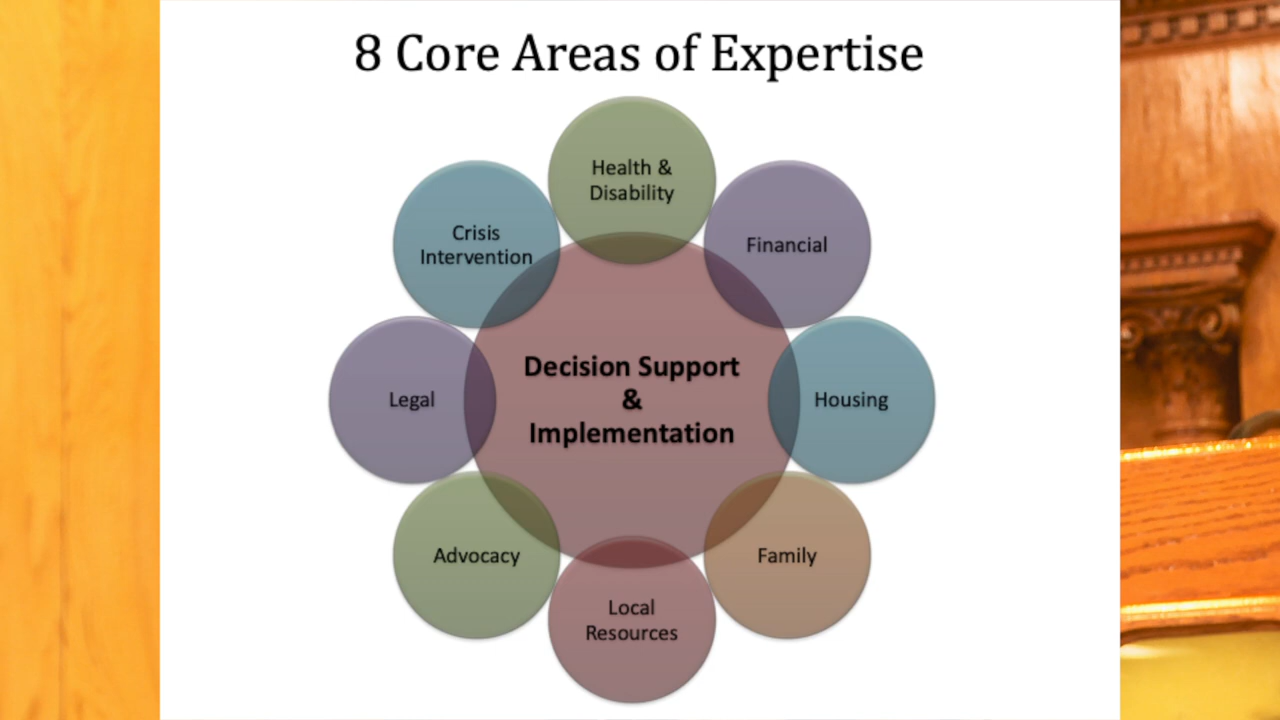 8 Core Areas of Expertise
Health &
Disability
Financial
Housing
Family
Local
Resources
Advocacy
Legal
Crisis
Intervention
Decision Support
&
Implementation